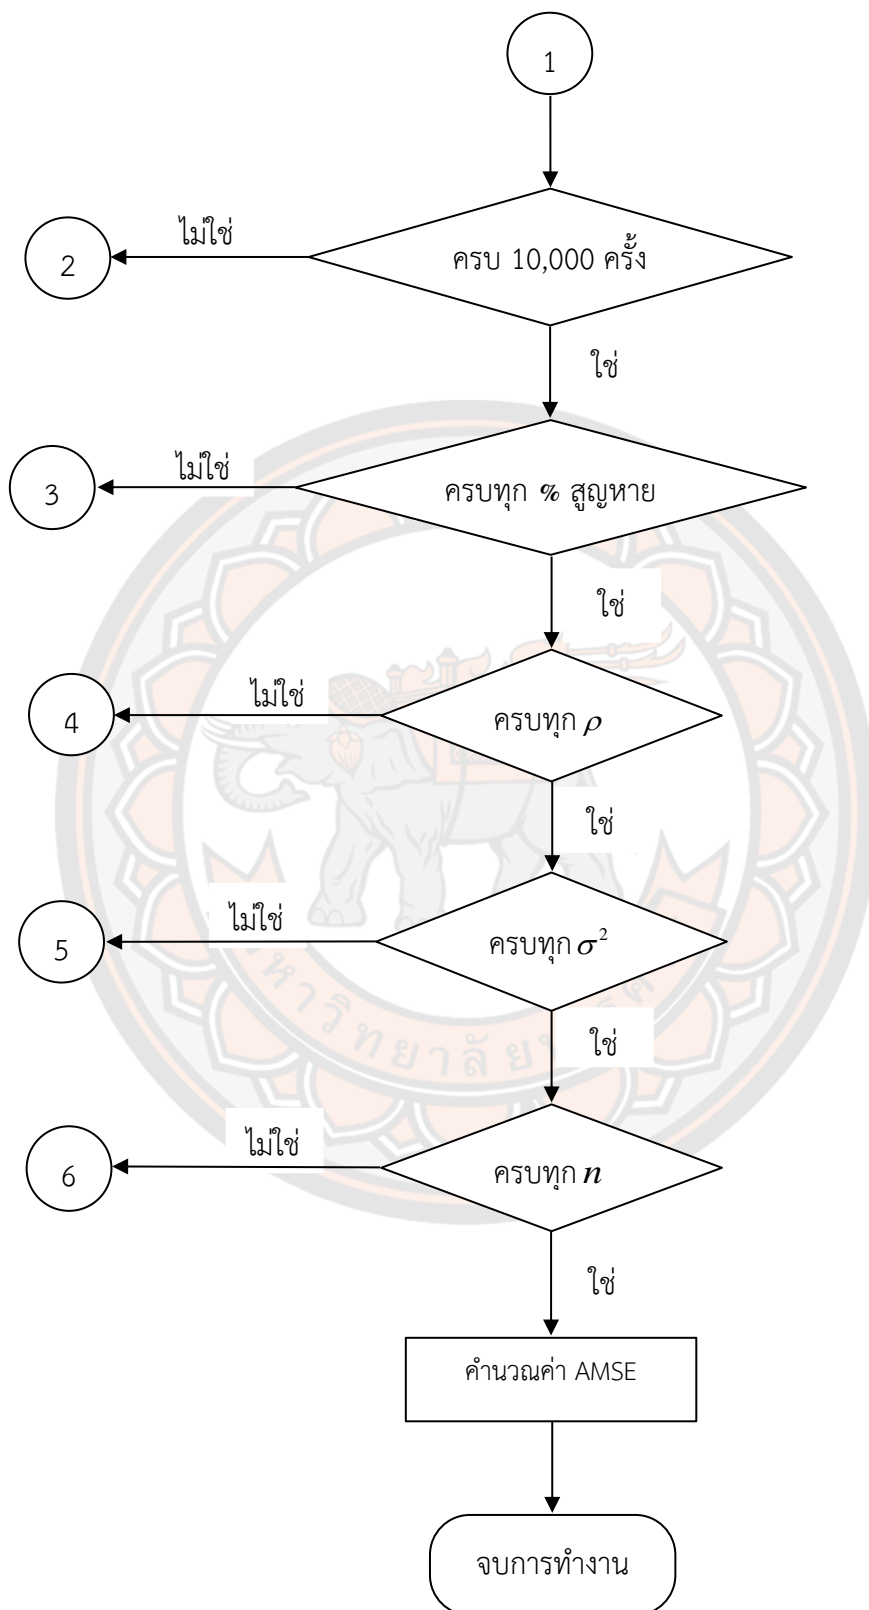 1
ไม่ใช่
2
ครบ 10,000 ครั้ง
ใช่
ไม่ใช่
3
ครบทุก % สูญหาย
ใช่
ไม่ใช่
4
ครบทุก ρ
ใช่
ไม่ใช่
5
ครบทุก σ²
ใช่
ไม่ใช่
6
ครบทุก n
ใช่
คำนวณค่า AMSE
จบการทำงาน